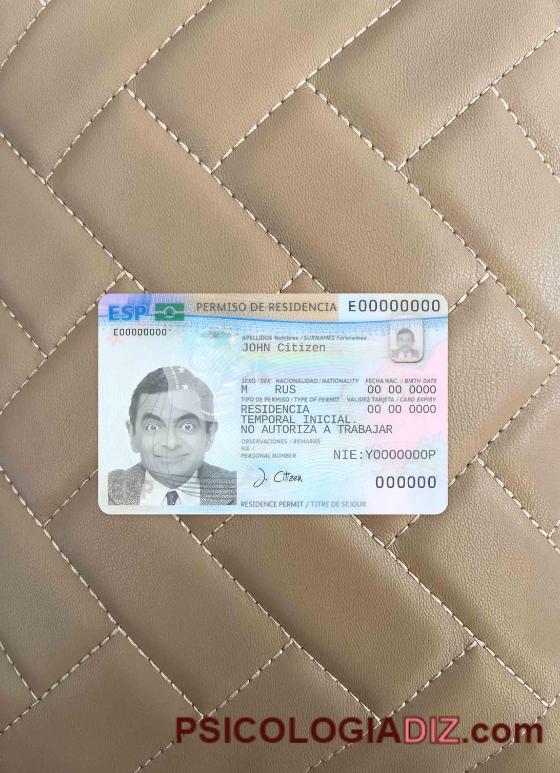 ESP PERMISO DE RESIDENCIA E00000000
E00000000
APELLIDOS Nombres / SURNAMES Forenames
JOHN Citizen
SEXO / SEX NACIONALIDAD / NATIONALITY FECHA NAC. / BIRTH DATE
M RUS 00 00 0000
TIPO DE PERMISO / TYPE OF PERMIT VALIDEZ TARJETA / CARD EXPIRY
RESIDENCIA 00 00 0000
TEMPORAL INICIAL.
NO AUTORIZA A TRABAJAR
OBSERVACIONES / REMARKS
NIE /
PERSONAL NUMBER NIE:Y0000000P
J. Citizen
000000
RESIDENCE PERMIT / TITRE DE SEJOUR
PSICOLOGIADIZ.com